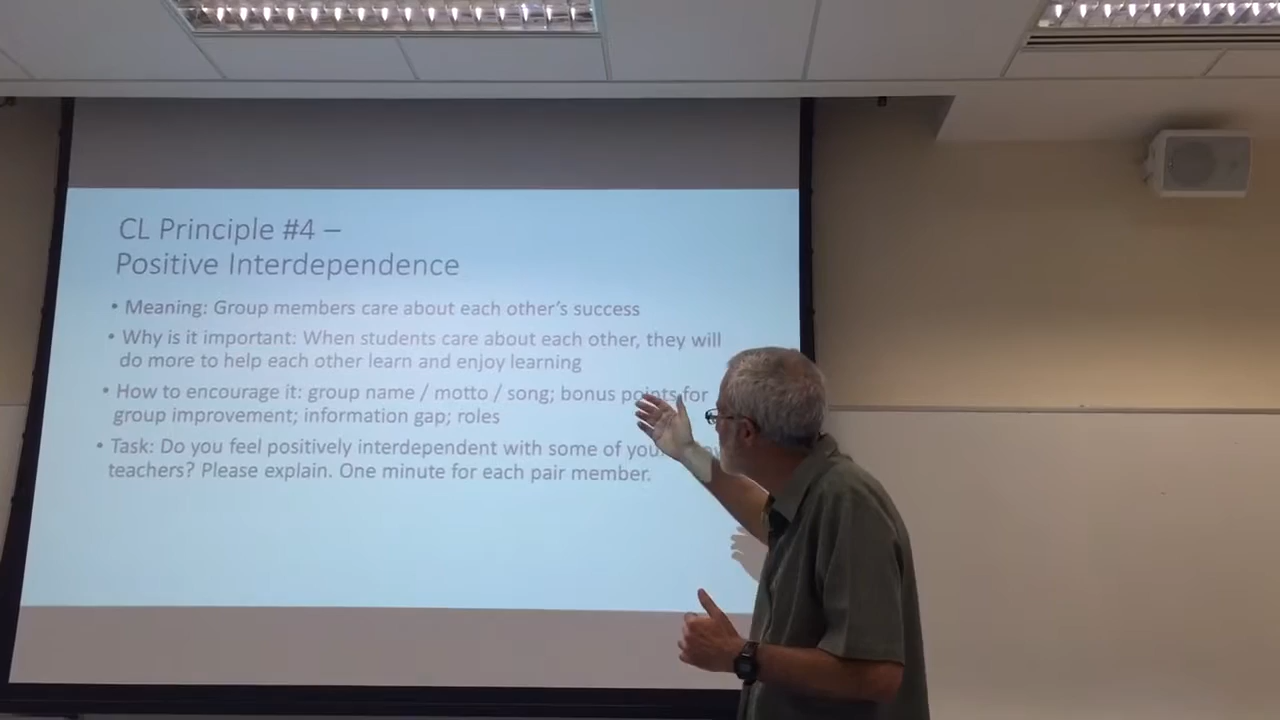 CL Principle #4 –
Positive Interdependence
• Meaning: Group members care about each other's success
• Why is it important: When students care about each other, they will
do more to help each other learn and enjoy learning
• How to encourage it: group name / motto / song; bonus points for
group improvement; information gap; roles
• Task: Do you feel positively interdependent with some of your
teachers? Please explain. One minute for each pair member.